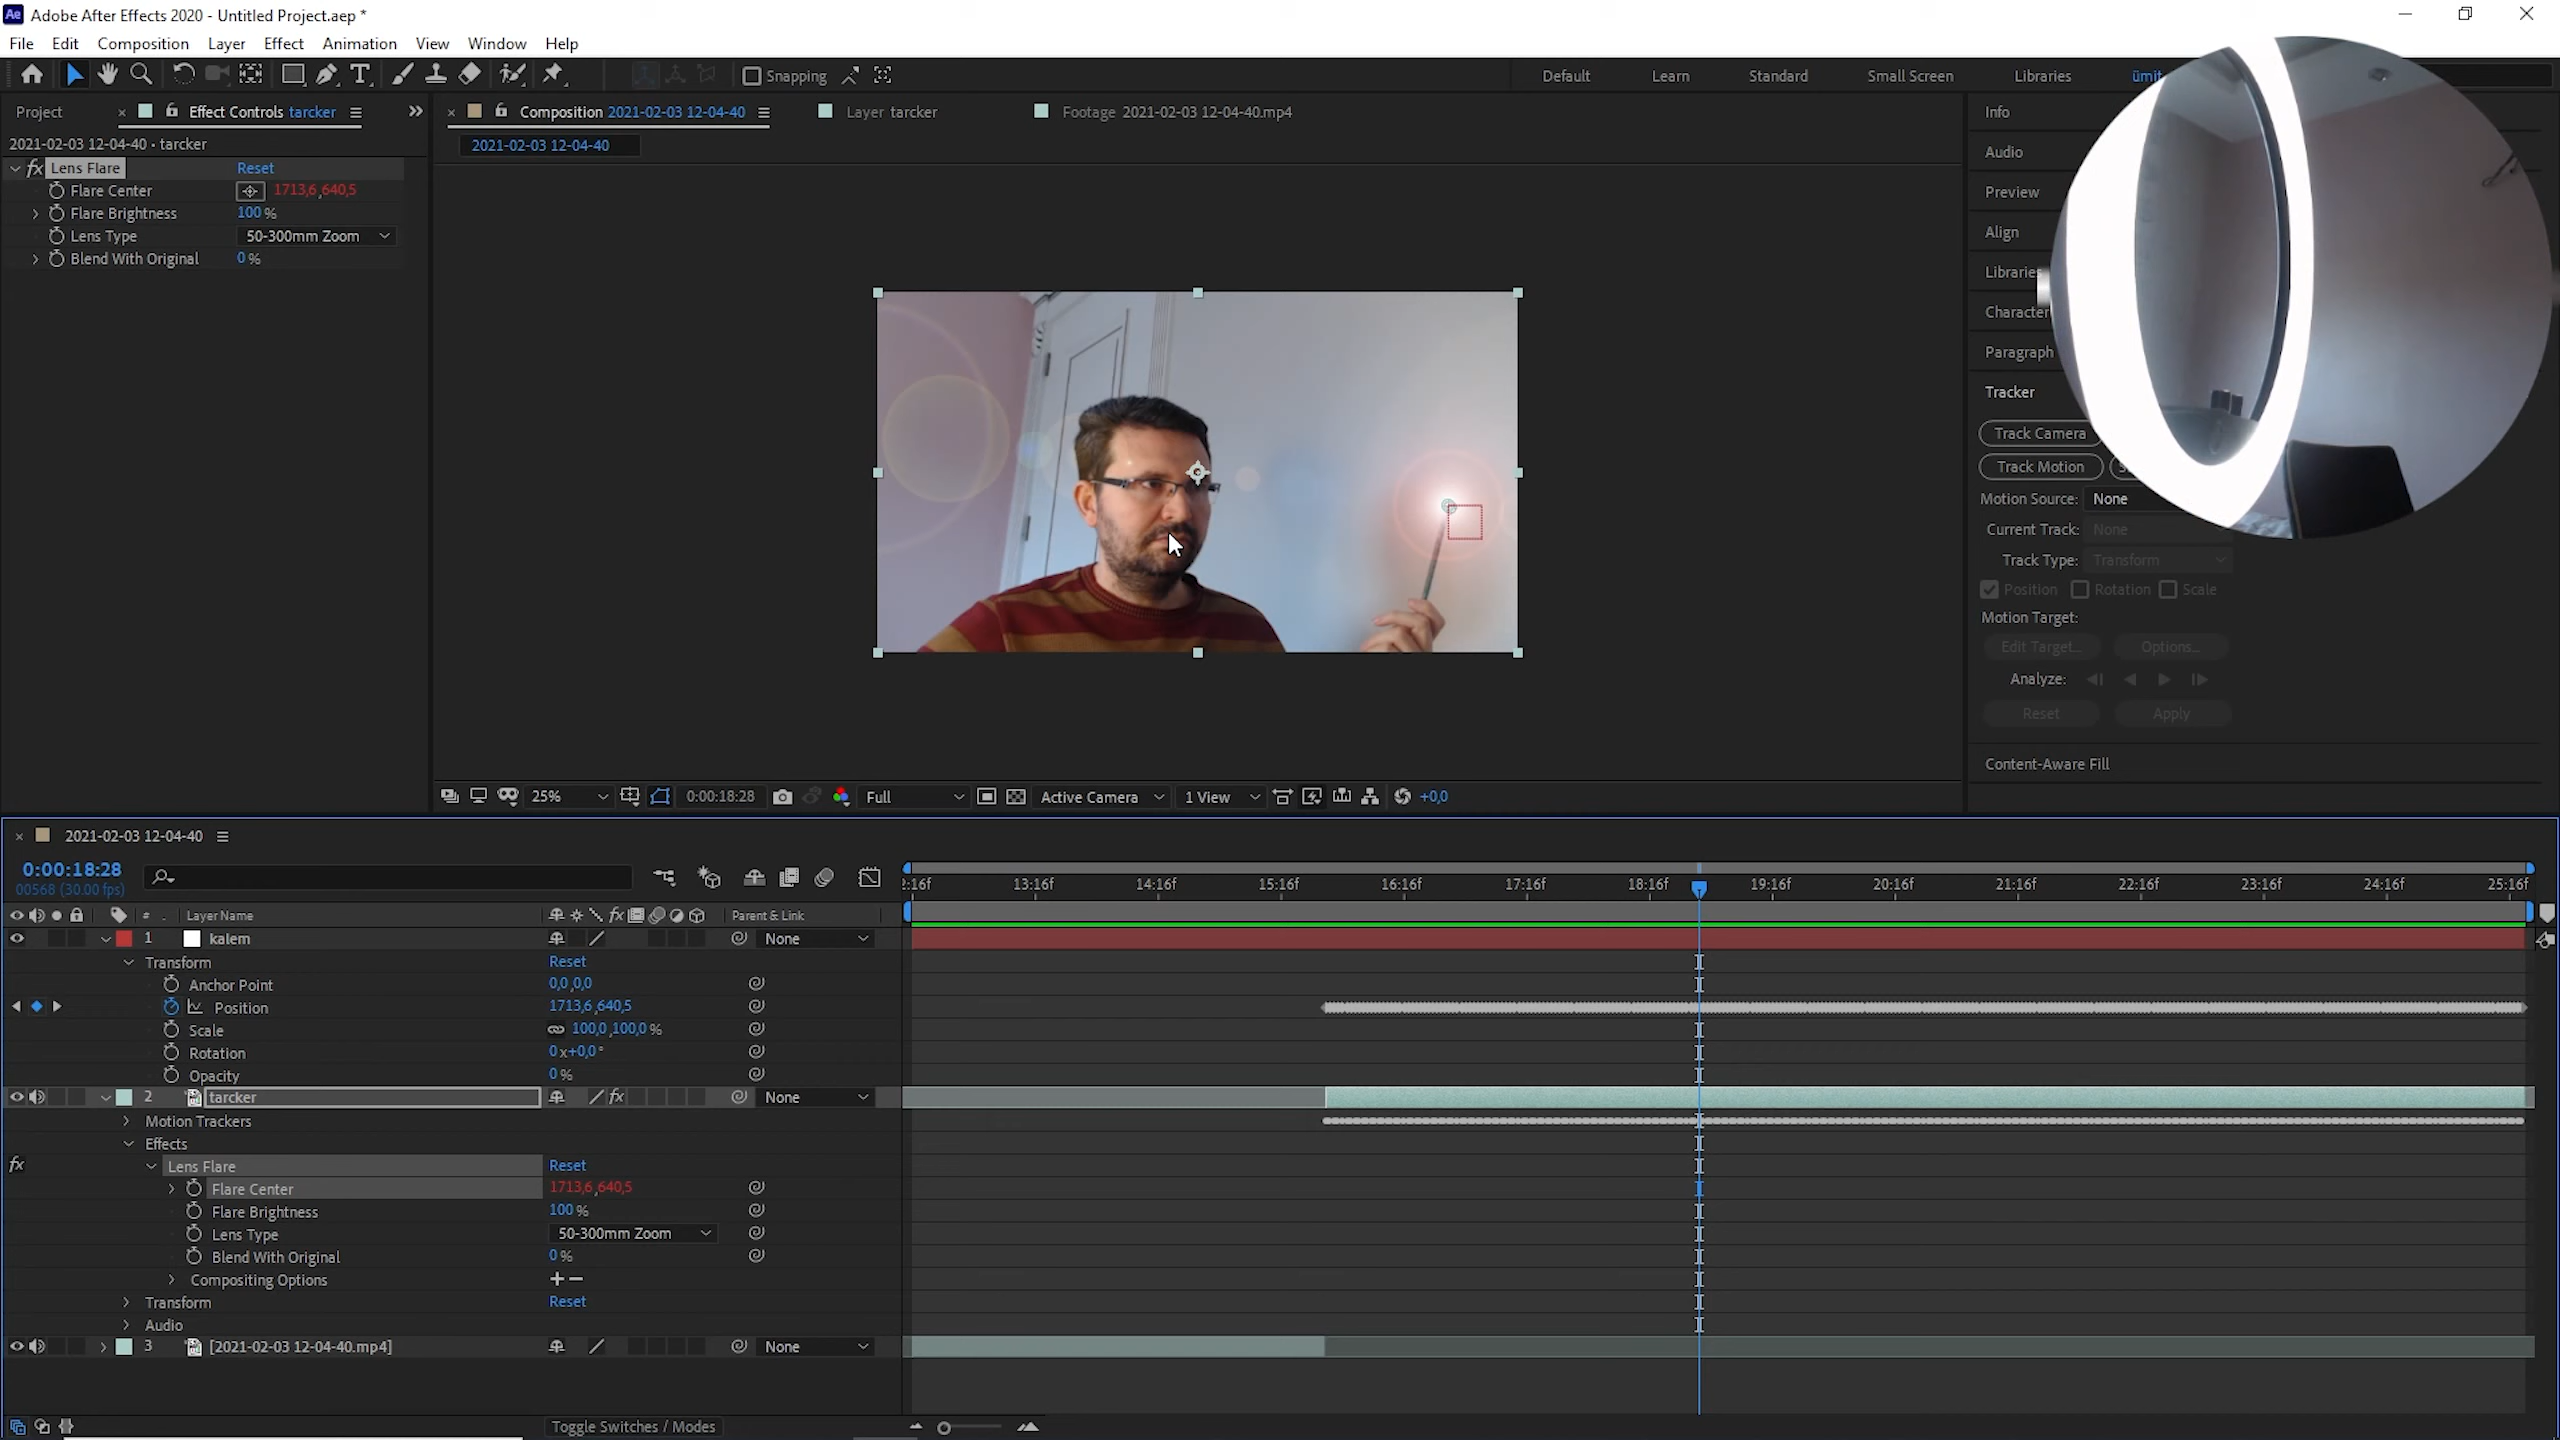 Adobe After Effects 2020 - Untitled Project.aep *
File Edit Composition Layer Effect Animation View Window Help
Snapping
Default Learn Standard Small Screen Libraries ümit
Project Effect Controls tarcker
Composition 2021-02-03 12-04-40 Layer tarcker Footage 2021-02-03 12-04-40.mp4
2021-02-03 12-04-40 • tarcker
2021-02-03 12-04-40
fx Lens Flare Reset
Flare Center 1713,6 ,640,5
Flare Brightness 100 %
Lens Type 50-300mm Zoom
Blend With Original 0 %
Info
Audio
Preview
Align
Libraries
Character
Paragraph
Tracker
Track Camera
Track Motion
Motion Source: None
Current Track: None
Track Type: Transform
Position Rotation Scale
Motion Target:
Edit Target... Options...
Analyze:
Reset Apply
Content-Aware Fill
25% 0:00:18:28 Full Active Camera 1 View +0,0
2021-02-03 12-04-40
0:00:18:28
00568 (30.00 fps)
2:16f 13:16f 14:16f 15:16f 16:16f 17:16f 18:16f 19:16f 20:16f 21:16f 22:16f 23:16f 24:16f 25:16f
# Layer Name fx Parent & Link
1 kalem None
Transform Reset
Anchor Point 0,0 ,0,0
Position 1713,6 ,640,5
Scale 100,0 ,100,0 %
Rotation 0 x+0,0 °
Opacity 0 %
2 tarcker fx None
Motion Trackers
Effects
fx Lens Flare Reset
Flare Center 1713,6 ,640,5
Flare Brightness 100 %
Lens Type 50-300mm Zoom
Blend With Original 0 %
Compositing Options + −
Transform Reset
Audio
3 [2021-02-03 12-04-40.mp4] None
Toggle Switches / Modes